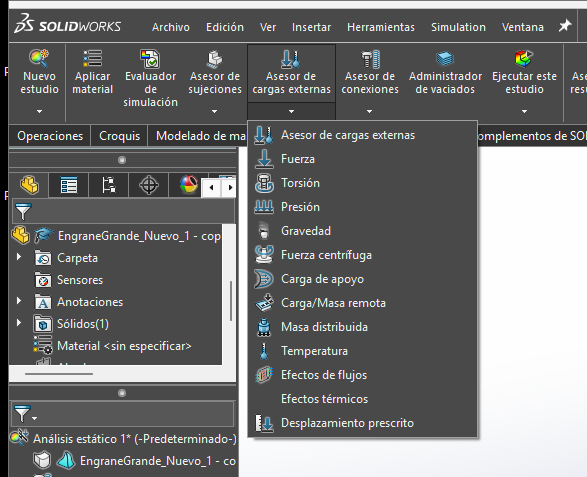 SOLIDWORKS Archivo Edición Ver Insertar Herramientas Simulation Ventana
Nuevo estudio
Aplicar material
Evaluador de simulación
Asesor de sujeciones
Asesor de cargas externas
Asesor de conexiones
Administrador de vaciados
Ejecutar este estudio
Operaciones Croquis Modelado de ma
omplementos de SOL
Asesor de cargas externas
Fuerza
Torsión
Presión
Gravedad
Fuerza centrífuga
Carga de apoyo
Carga/Masa remota
Masa distribuida
Temperatura
Efectos de flujos
Efectos térmicos
Desplazamiento prescrito
EngraneGrande_Nuevo_1 - cop
Carpeta
Sensores
Anotaciones
Sólidos(1)
Material <sin especificar>
Análisis estático 1* (-Predeterminado-)
EngraneGrande_Nuevo_1 - co